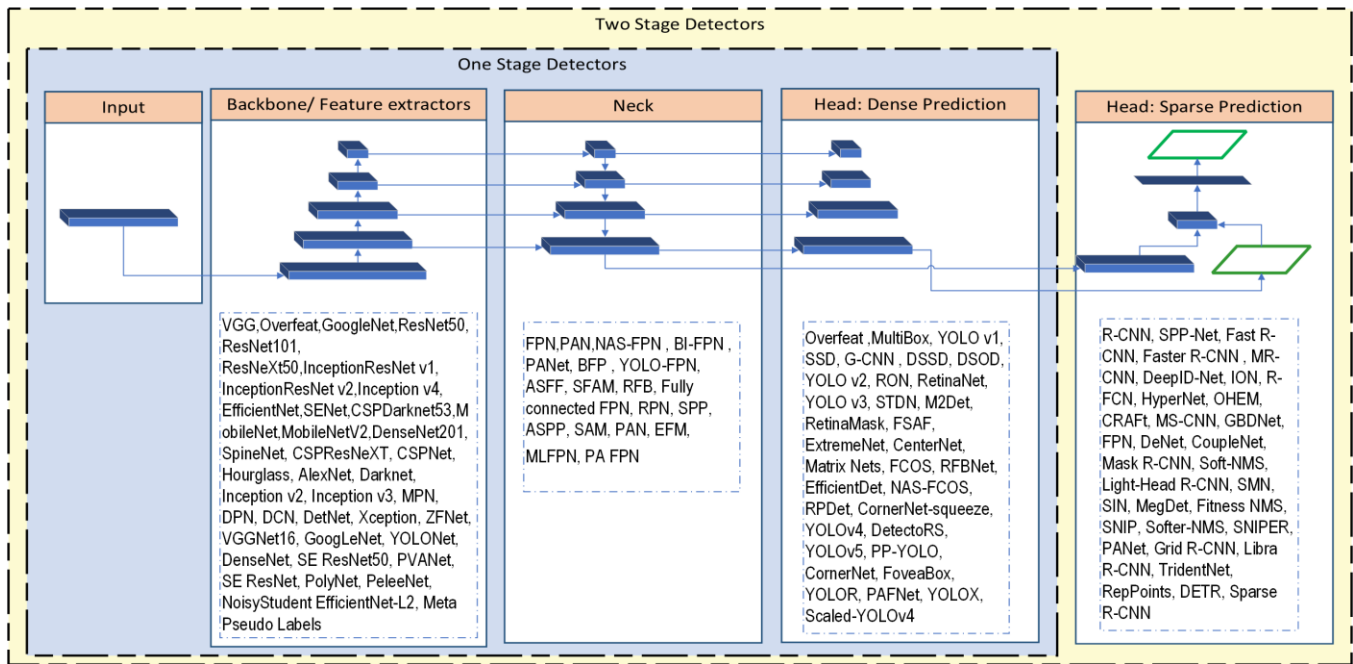 Two Stage Detectors
One Stage Detectors
Input
Backbone/ Feature extractors
VGG,Overfeat,GoogleNet,ResNet50,
ResNet101,
ResNeXt50,InceptionResNet v1,
InceptionResNet v2,Inception v4,
EfficientNet,SENet,CSPDarknet53,M
obileNet,MobileNetV2,DenseNet201,
SpineNet, CSPResNeXT, CSPNet,
Hourglass, AlexNet, Darknet,
Inception v2, Inception v3, MPN,
DPN, DCN, DetNet, Xception, ZFNet,
VGGNet16, GoogLeNet, YOLONet,
DenseNet, SE ResNet50, PVANet,
SE ResNet, PolyNet, PeleeNet,
NoisyStudent EfficientNet-L2, Meta
Pseudo Labels
Neck
FPN,PAN,NAS-FPN , BI-FPN ,
PANet, BFP , YOLO-FPN,
ASFF, SFAM, RFB, Fully
connected FPN, RPN, SPP,
ASPP, SAM, PAN, EFM,
MLFPN, PA FPN
Head: Dense Prediction
Overfeat ,MultiBox, YOLO v1,
SSD, G-CNN , DSSD, DSOD,
YOLO v2, RON, RetinaNet,
YOLO v3, STDN, M2Det,
RetinaMask, FSAF,
ExtremeNet, CenterNet,
Matrix Nets, FCOS, RFBNet,
EfficientDet, NAS-FCOS,
RPDet, CornerNet-squeeze,
YOLOv4, DetectoRS,
YOLOv5, PP-YOLO,
CornerNet, FoveaBox,
YOLOR, PAFNet, YOLOX,
Scaled-YOLOv4
Head: Sparse Prediction
R-CNN, SPP-Net, Fast R-
CNN, Faster R-CNN , MR-
CNN, DeepID-Net, ION, R-
FCN, HyperNet, OHEM,
CRAFt, MS-CNN, GBDNet,
FPN, DeNet, CoupleNet,
Mask R-CNN, Soft-NMS,
Light-Head R-CNN, SMN,
SIN, MegDet, Fitness NMS,
SNIP, Softer-NMS, SNIPER,
PANet, Grid R-CNN, Libra
R-CNN, TridentNet,
RepPoints, DETR, Sparse
R-CNN